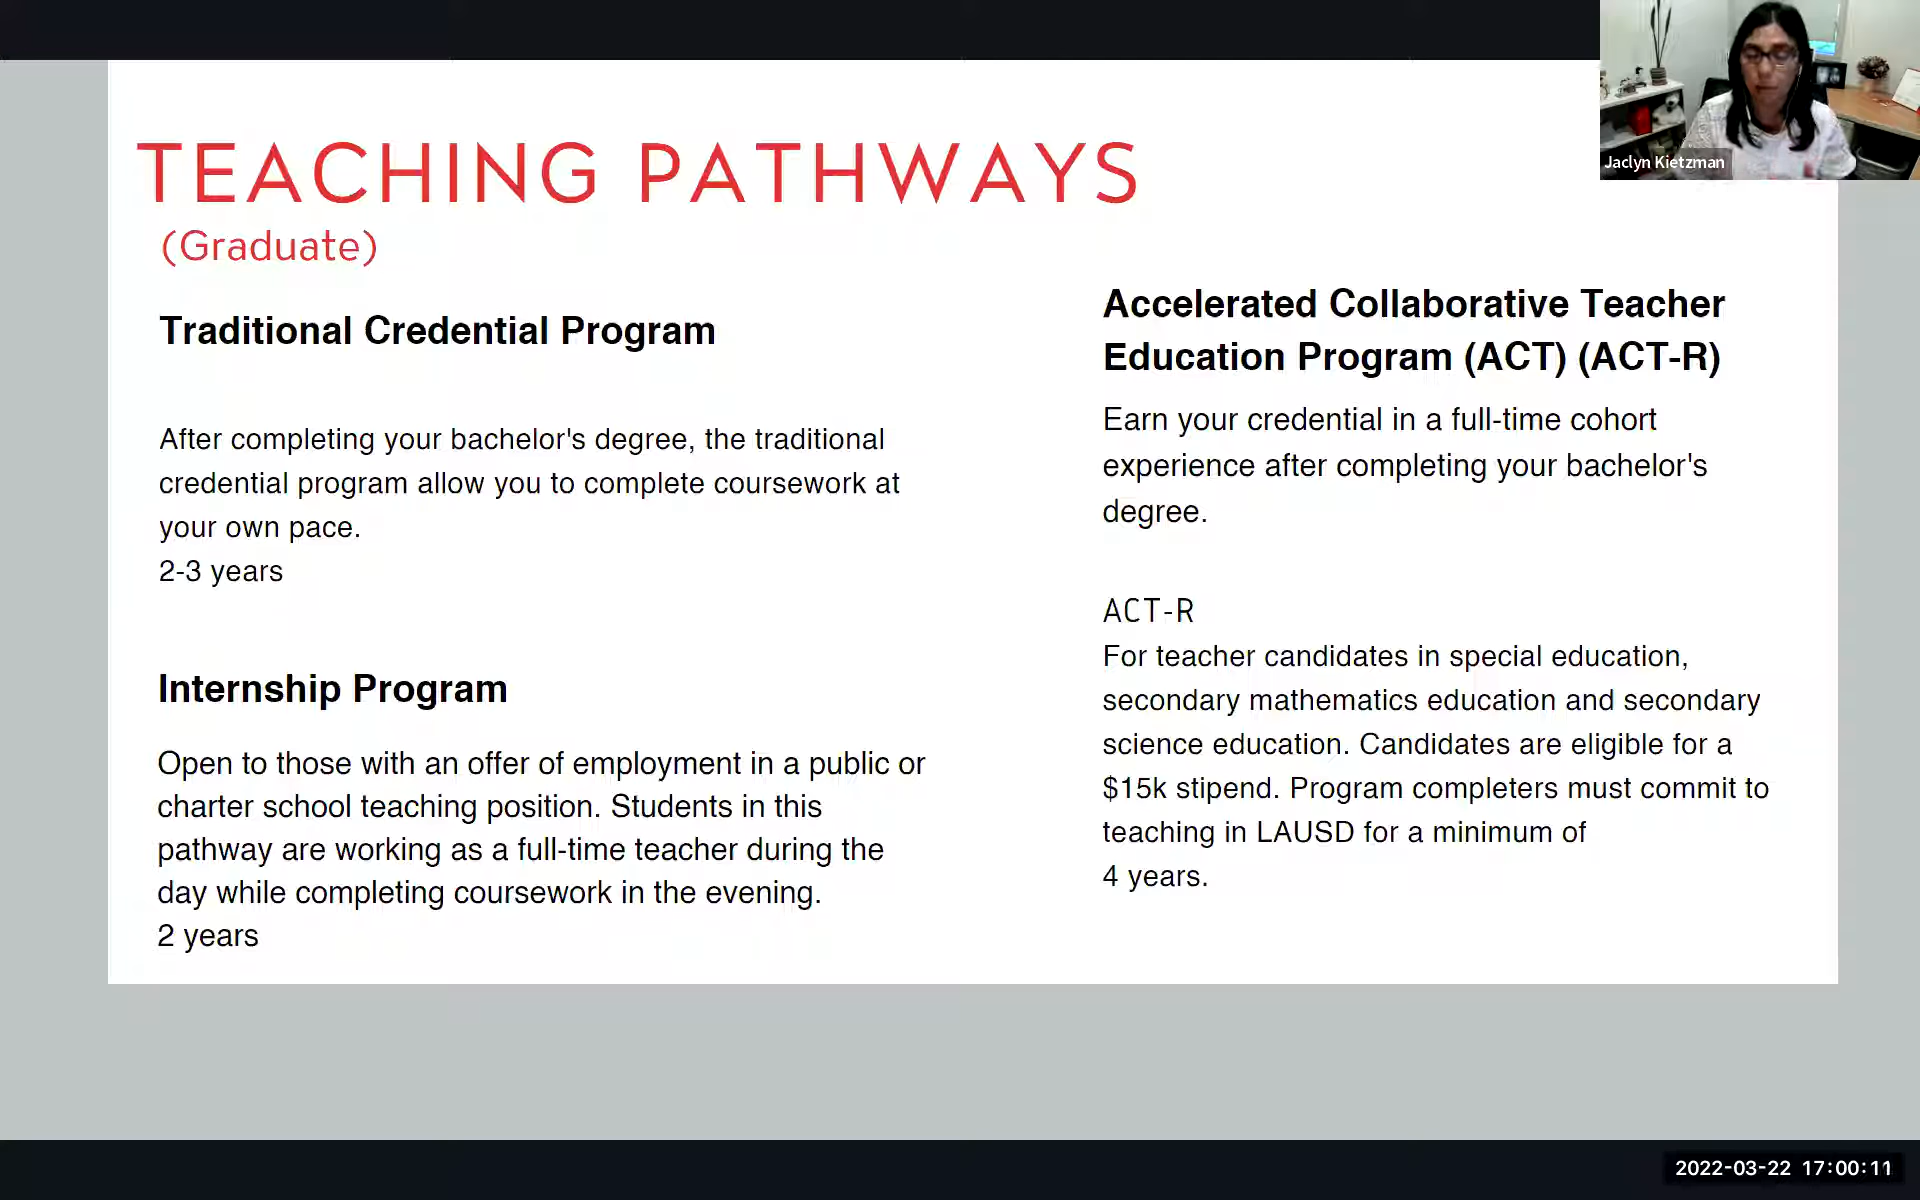 TEACHING PATHWAYS
(Graduate)
Traditional Credential Program
After completing your bachelor's degree, the traditional
credential program allow you to complete coursework at
your own pace.
2-3 years
Internship Program
Open to those with an offer of employment in a public or
charter school teaching position. Students in this
pathway are working as a full-time teacher during the
day while completing coursework in the evening.
2 years
Accelerated Collaborative Teacher
Education Program (ACT) (ACT-R)
Earn your credential in a full-time cohort
experience after completing your bachelor's
degree.
ACT-R
For teacher candidates in special education,
secondary mathematics education and secondary
science education. Candidates are eligible for a
$15k stipend. Program completers must commit to
teaching in LAUSD for a minimum of
4 years.
Jaclyn Kietzman
2022-03-22 17:00:11